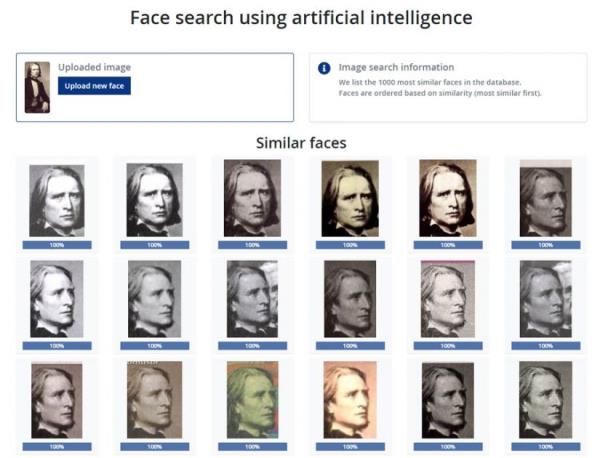 Face search using artificial intelligence
Uploaded image
Upload new face
Image search information
We list the 1000 most similar faces in the database.
Faces are ordered based on similarity (most similar first).
Similar faces
100% 100% 100% 100% 100% 100%
100% 100% 100% 100% 100% 100%
100% 100% 100% 100% 100% 100%